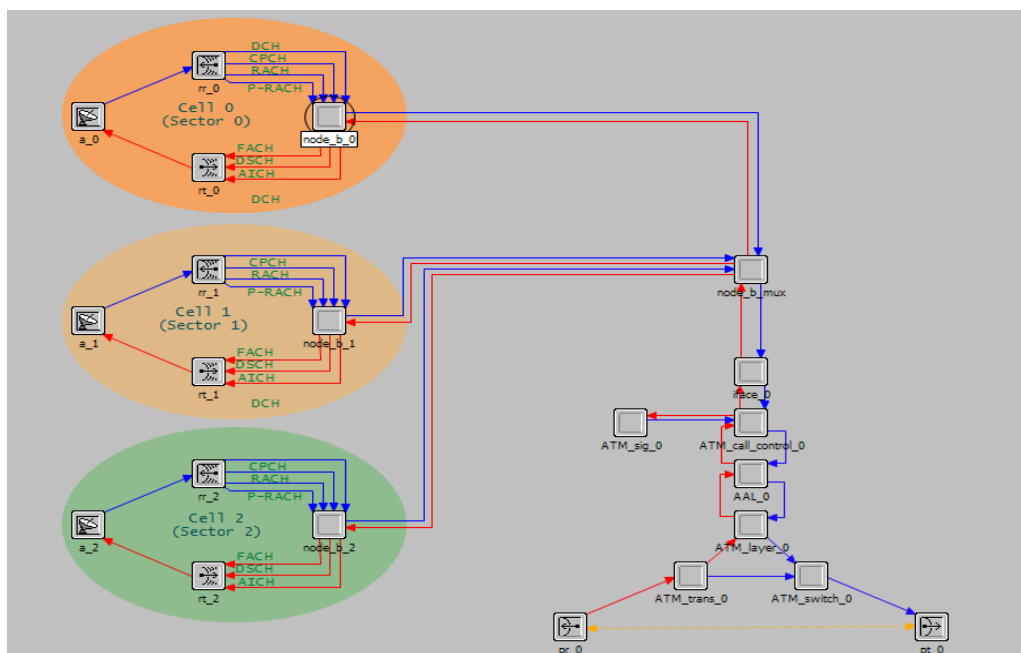 DCH
CPCH
RACH
P-RACH
rr_0
Cell 0
(Sector 0)
a_0
node_b_0
FACH
DSCH
AICH
rt_0
DCH
CPCH
RACH
P-RACH
rr_1
Cell 1
(Sector 1)
a_1
node_b_1
FACH
DSCH
AICH
rt_1
DCH
node_b_mux
iface_0
ATM_sig_0
ATM_call_control_0
CPCH
RACH
P-RACH
rr_2
AAL_0
Cell 2
(Sector 2)
a_2
node_b_2
ATM_layer_0
FACH
DSCH
AICH
rt_2
ATM_trans_0
ATM_switch_0
pr_0
pt_0